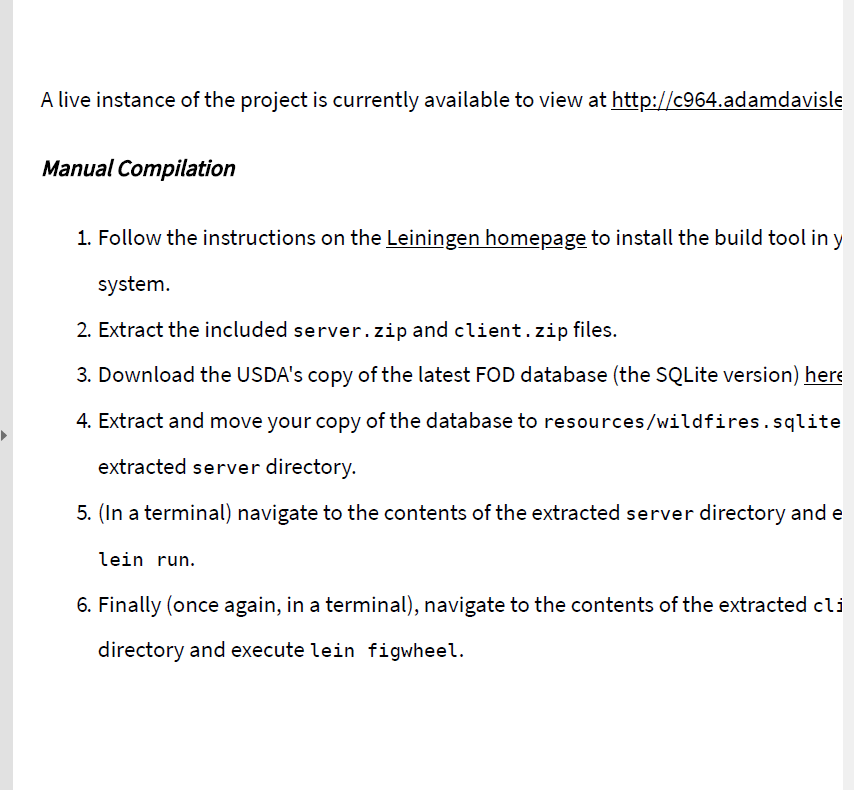 A live instance of the project is currently available to view at http://c964.adamdavisle
Manual Compilation
1. Follow the instructions on the Leiningen homepage to install the build tool in y
system.
2. Extract the included server.zip and client.zip files.
3. Download the USDA's copy of the latest FOD database (the SQLite version) here
4. Extract and move your copy of the database to resources/wildfires.sqlite
extracted server directory.
5. (In a terminal) navigate to the contents of the extracted server directory and e
lein run.
6. Finally (once again, in a terminal), navigate to the contents of the extracted cli
directory and execute lein figwheel.